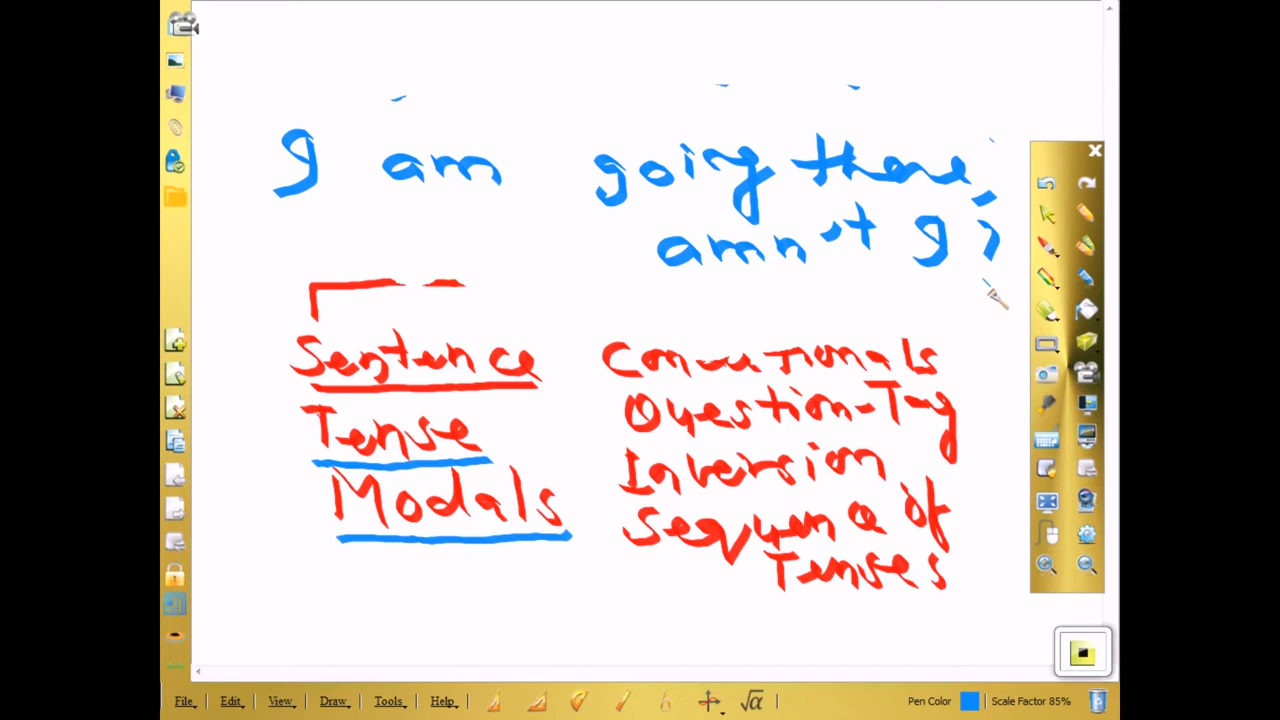 I am going there,
amn't I?
Sentence
Tense
Modals
Conditionals
Question-Tag
Inversion
Sequence of
Tenses
File Edit View Draw Tools Help Pen Color Scale Factor 85%